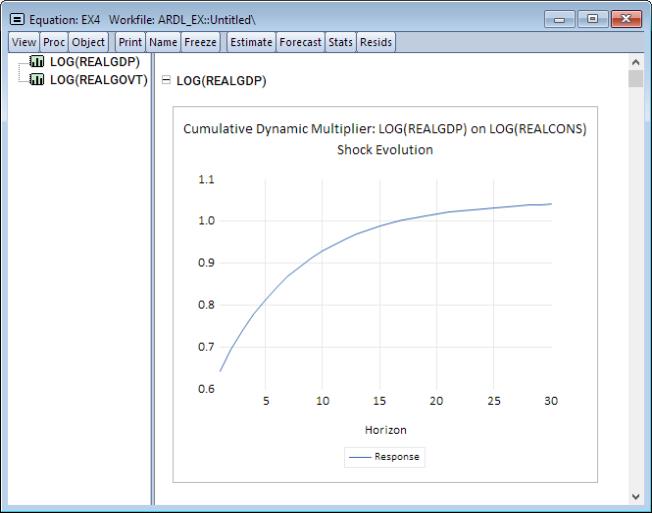 Equation: EX4 Workfile: ARDL_EX::Untitled\
View Proc Object Print Name Freeze Estimate Forecast Stats Resids
LOG(REALGDP)
LOG(REALGOVT)
LOG(REALGDP)
Cumulative Dynamic Multiplier: LOG(REALGDP) on LOG(REALCONS)
Shock Evolution
1.1
1.0
0.9
0.8
0.7
0.6
5 10 15 20 25 30
Horizon
Response